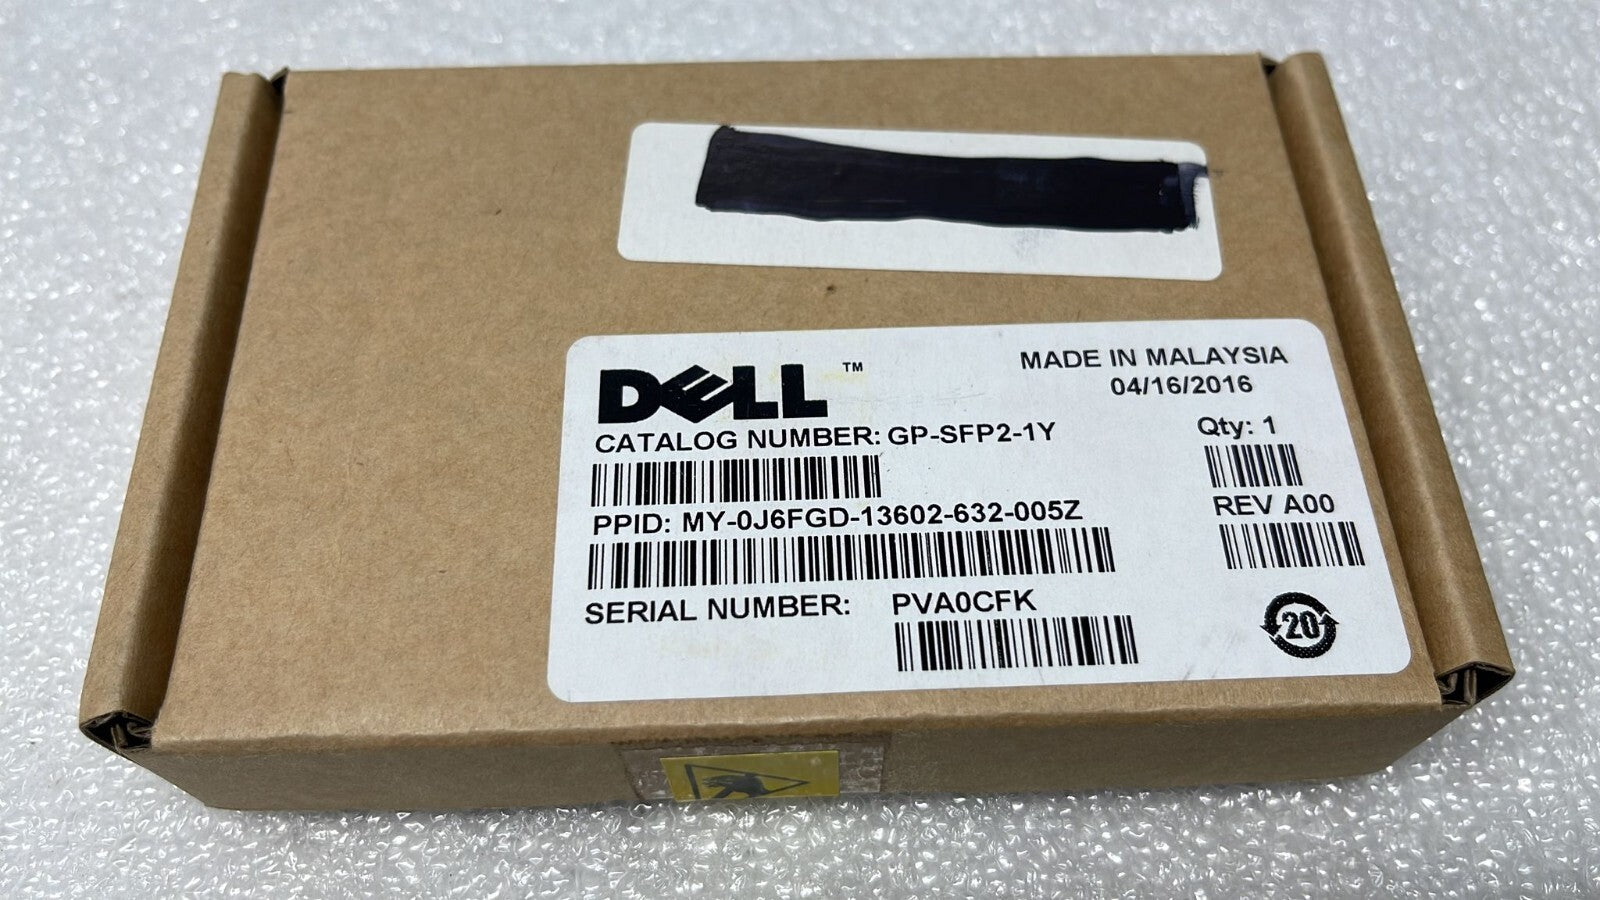 DELL™
MADE IN MALAYSIA
04/16/2016
CATALOG NUMBER: GP-SFP2-1Y
Qty: 1
PPID: MY-0J6FGD-13602-632-005Z
REV A00
SERIAL NUMBER: PVA0CFK
20